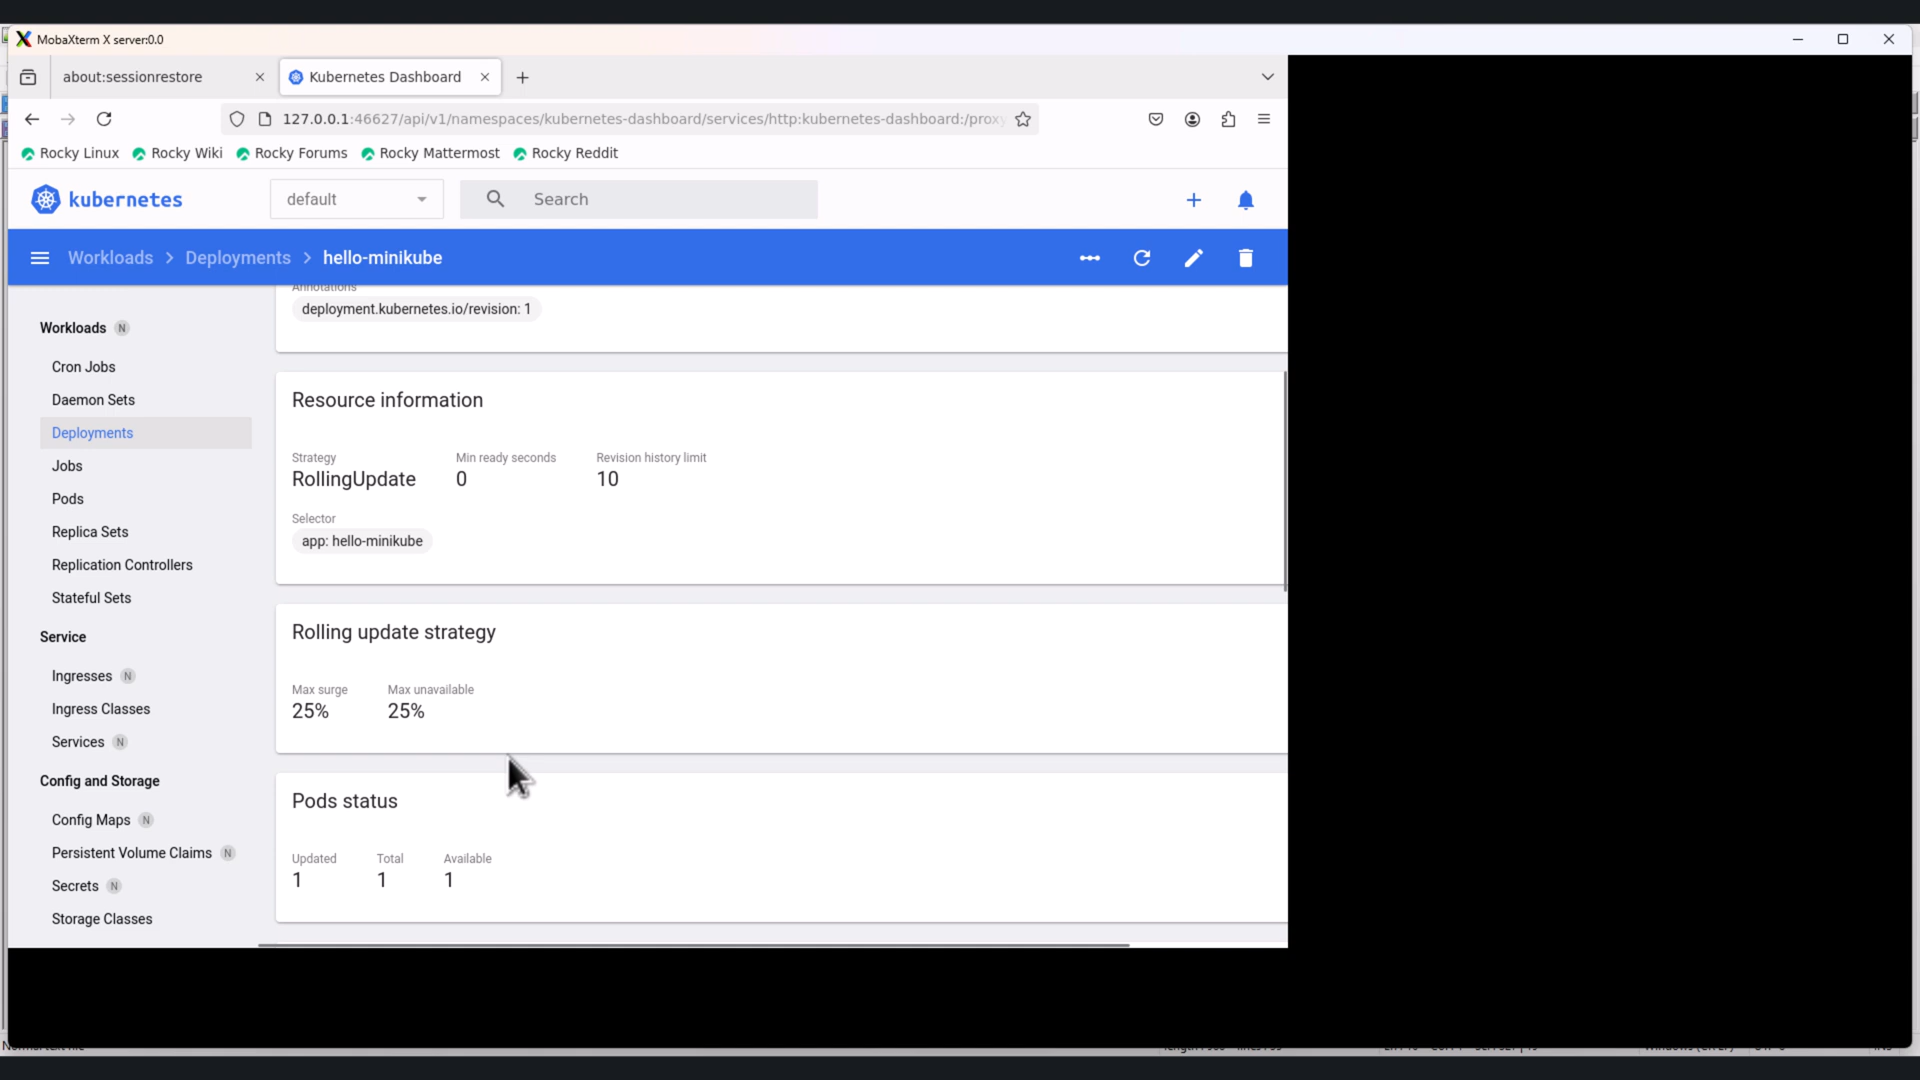 MobaXterm X server:0.0
about:sessionrestore
Kubernetes Dashboard
127.0.0.1:46627/api/v1/namespaces/kubernetes-dashboard/services/http:kubernetes-dashboard:/proxy
Rocky Linux Rocky Wiki Rocky Forums Rocky Mattermost Rocky Reddit
kubernetes
default
Search
Workloads > Deployments > hello-minikube
Annotations
deployment.kubernetes.io/revision: 1
Workloads N
Cron Jobs
Daemon Sets
Deployments
Jobs
Pods
Replica Sets
Replication Controllers
Stateful Sets
Service
Ingresses N
Ingress Classes
Services N
Config and Storage
Config Maps N
Persistent Volume Claims N
Secrets N
Storage Classes
Resource information
Strategy Min ready seconds Revision history limit
RollingUpdate 0 10
Selector
app: hello-minikube
Rolling update strategy
Max surge Max unavailable
25% 25%
Pods status
Updated Total Available
1 1 1